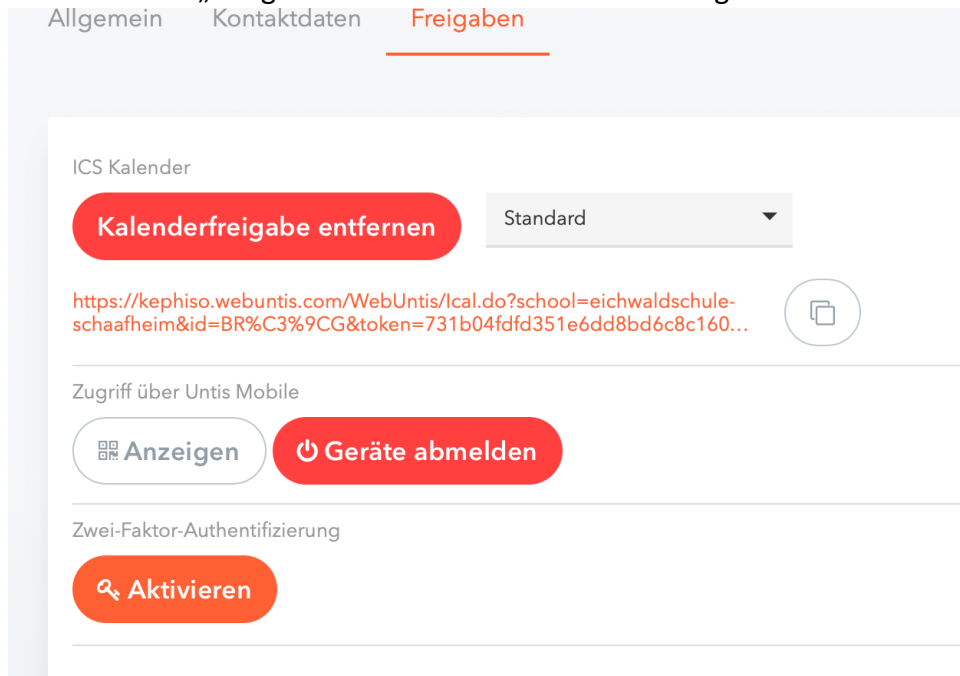 Allgemein Kontaktdaten Freigaben
ICS Kalender
Kalenderfreigabe entfernen Standard
https://kephiso.webuntis.com/WebUntis/Ical.do?school=eichwaldschule-
schaafheim&id=BR%C3%9CG&token=731b04fdfd351e6dd8bd6c8c160...
Zugriff über Untis Mobile
Anzeigen Geräte abmelden
Zwei-Faktor-Authentifizierung
Aktivieren